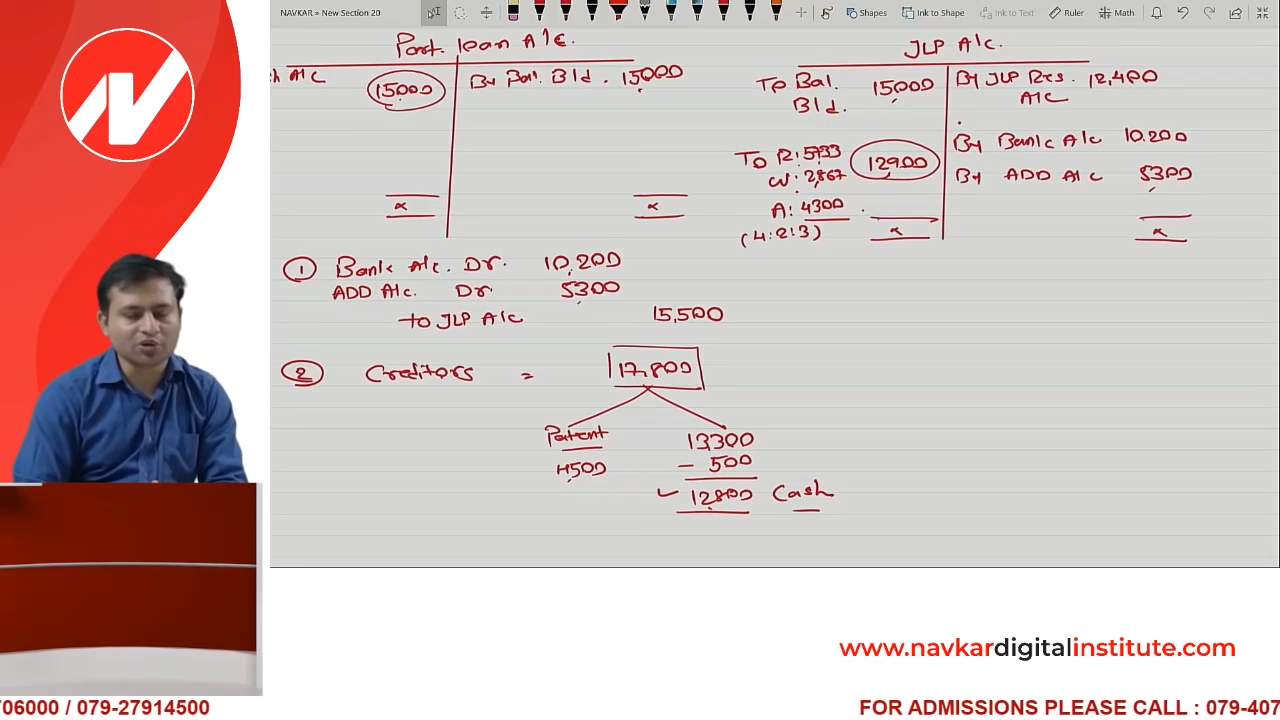 NAVKAR » New Section 20
Shapes
Ink to Shape
Ink to Text
Ruler
Math
Part. loan A/c.
A/c 15000
By Bal. Bld. 15000
x
x
JLP A/c.
To Bal. Bld. 15000
By JLP Res. A/c 12,400
By Bank A/c 10,200
To R: 5733
W: 2,867
A: 4300
(4:2:3)
12900
By ADD A/c 5300
x
x
① Bank A/c. Dr. 10,200
ADD A/c. Dr. 5300
to JLP A/c 15,500
② Creditors = 17,800
Patent 13300
4500 - 500
12800 Cash
www.navkardigitalinstitute.com
06000 / 079-27914500
FOR ADMISSIONS PLEASE CALL : 079-407